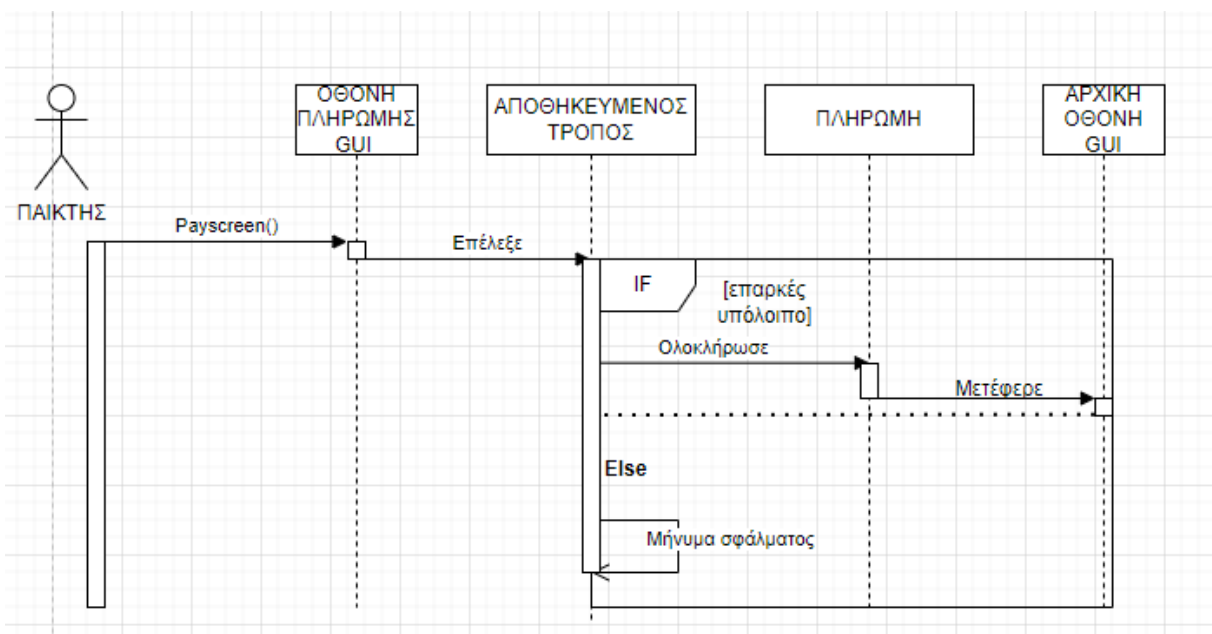 ΟΘΟΝΗ
ΠΛΗΡΩΜΗΣ
GUI
ΑΠΟΘΗΚΕΥΜΕΝΟΣ
ΤΡΟΠΟΣ
ΠΛΗΡΩΜΗ
ΑΡΧΙΚΗ
ΟΘΟΝΗ
GUI
ΠΑΙΚΤΗΣ
Payscreen()
Επέλεξε
IF
[επαρκές
υπόλοιπο]
Ολοκλήρωσε
Μετέφερε
Else
Μήνυμα σφάλματος